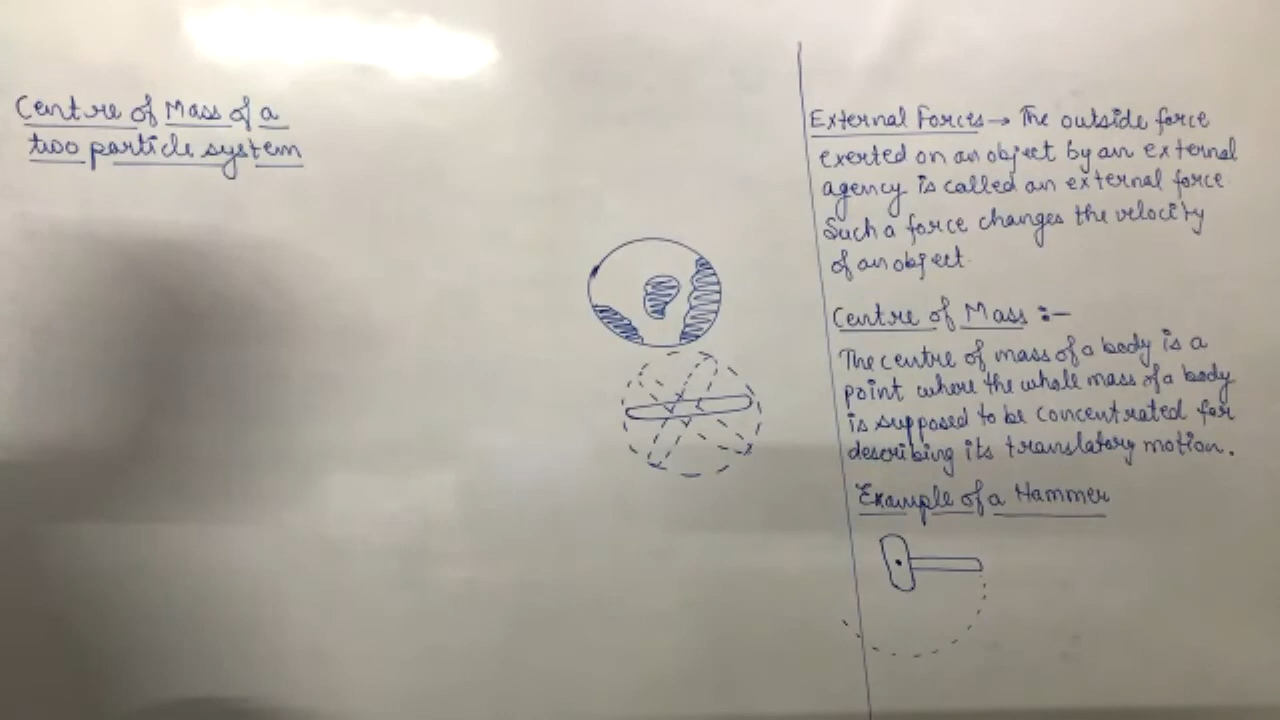 Centre of Mass of a
two particle system
External Forces → The outside force
exerted on an object by an external
agency is called an external force
Such a force changes the velocity
of an object.
Centre of Mass :-
The centre of mass of a body is a
point where the whole mass of a body
is supposed to be concentrated for
describing its translatory motion.
Example of a Hammer